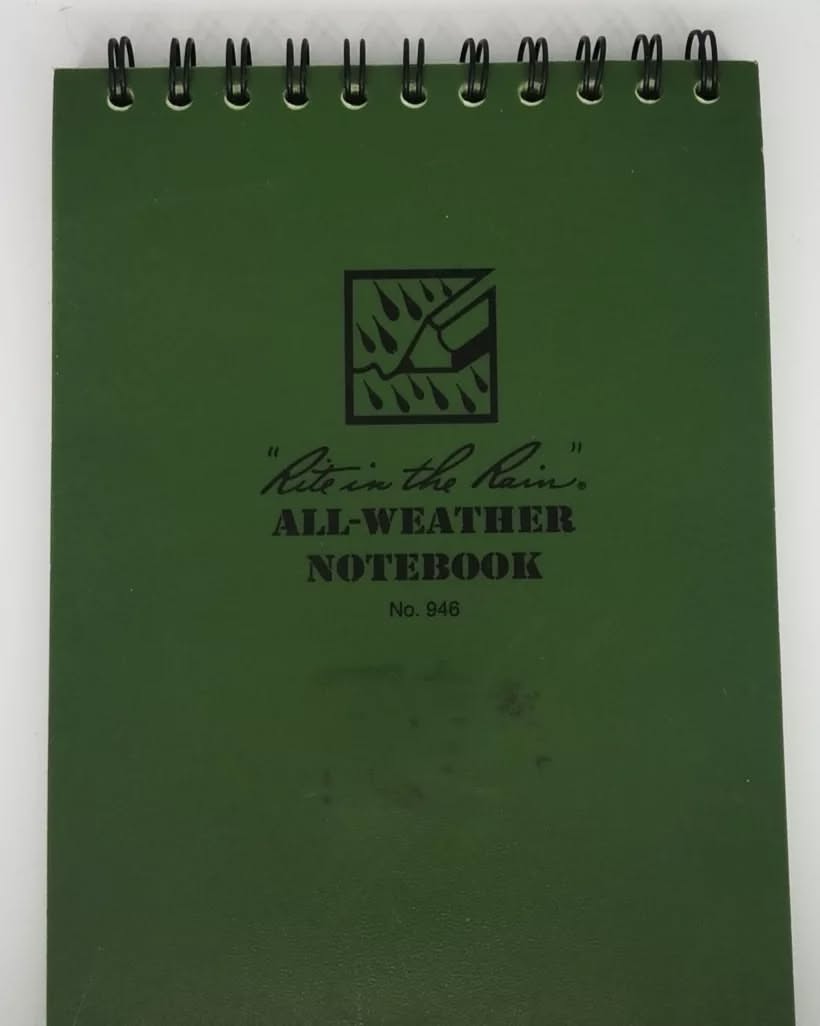 "Rite in the Rain"®
ALL-WEATHER
NOTEBOOK
No. 946